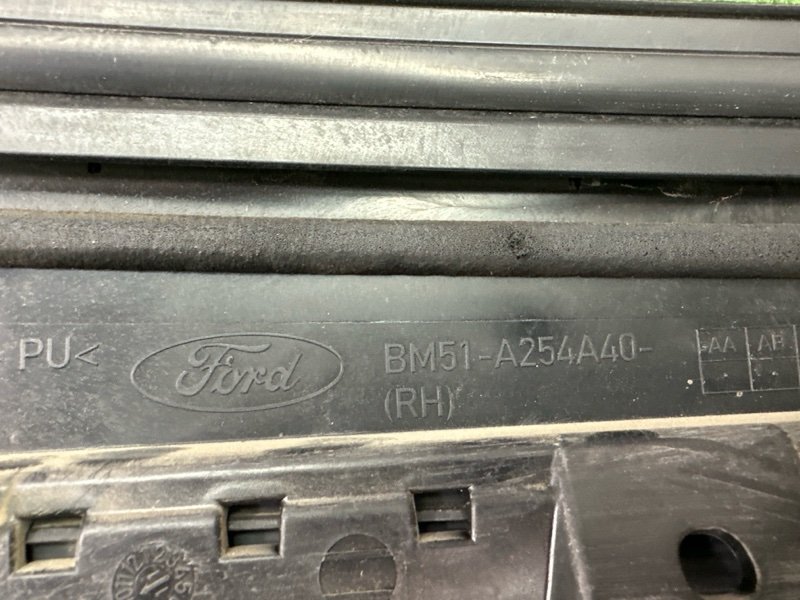 PU< Ford BM51-A254A40- AA AB
(RH)